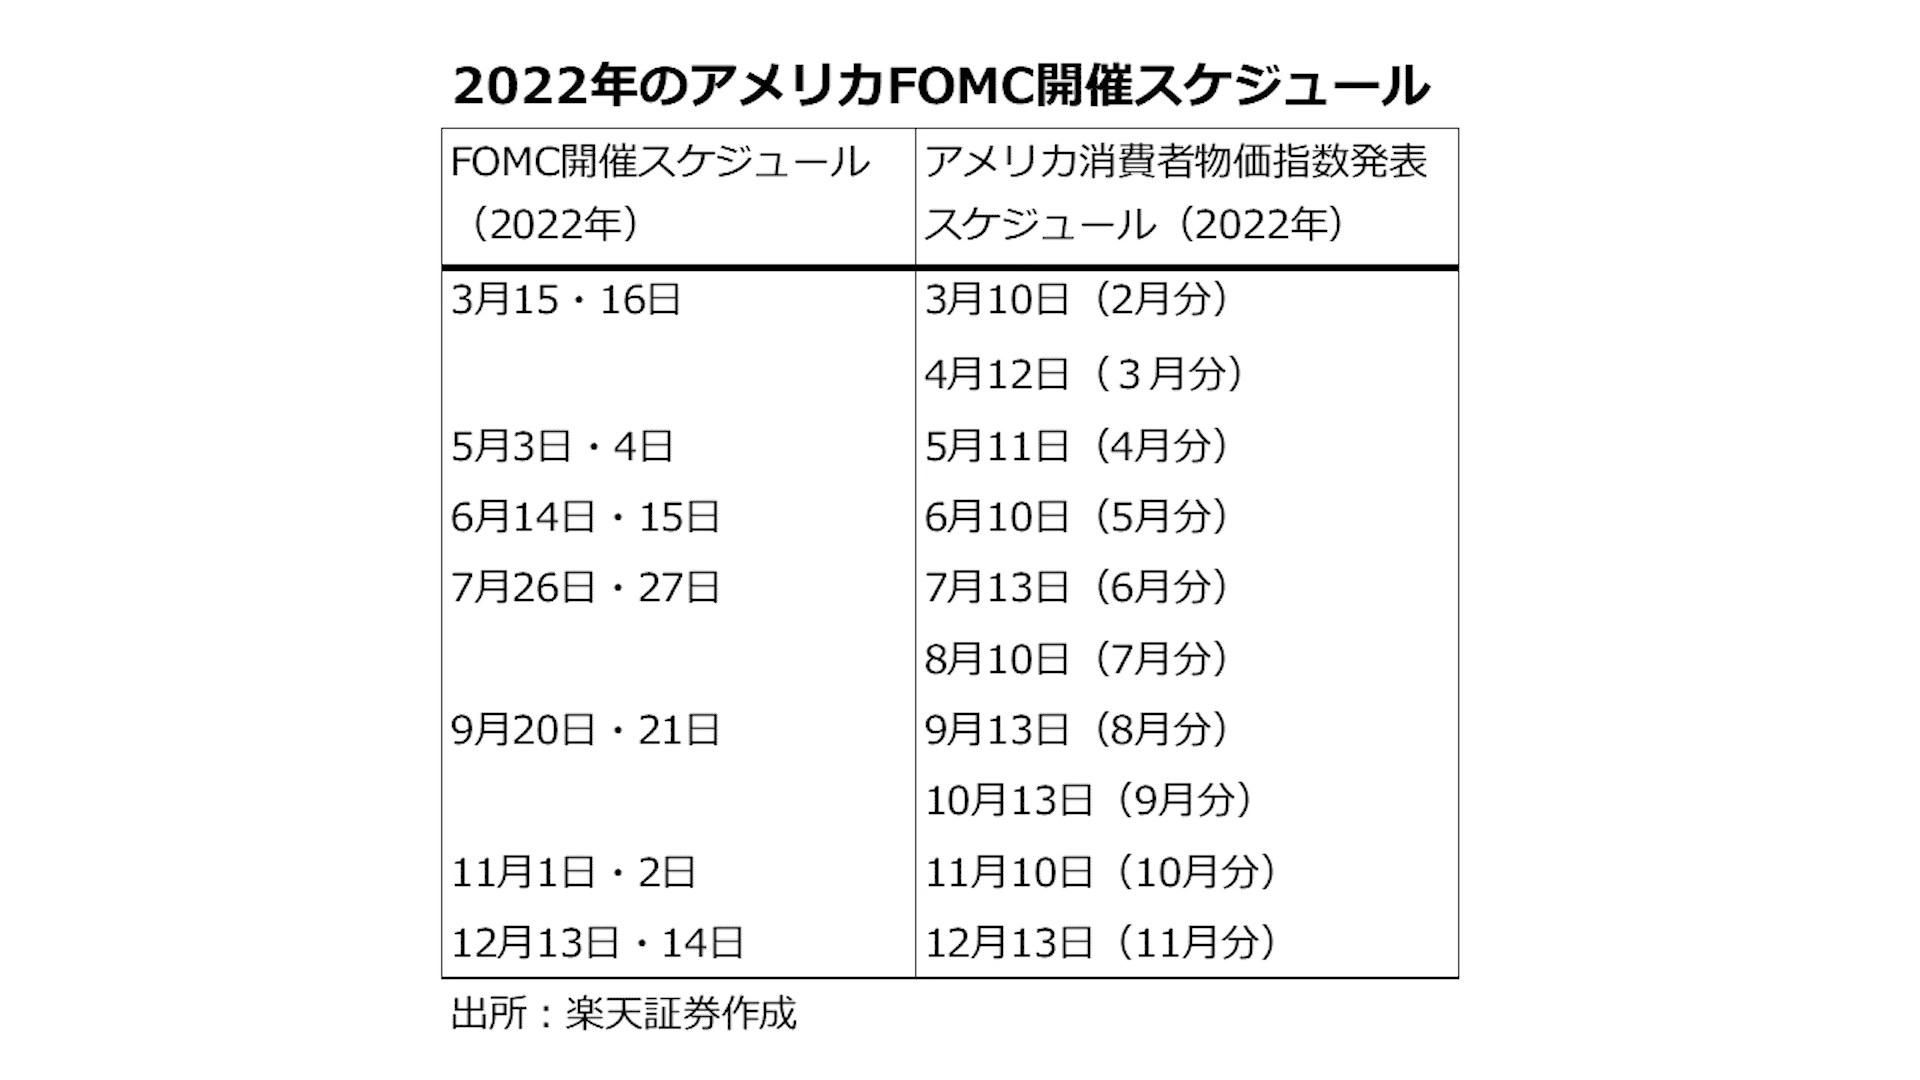 2022年のアメリカFOMC開催スケジュール
FOMC開催スケジュール
（2022年）
アメリカ消費者物価指数発表
スケジュール（2022年）
3月15・16日 3月10日（2月分）
4月12日（３月分）
5月3日・4日 5月11日（4月分）
6月14日・15日 6月10日（5月分）
7月26日・27日 7月13日（6月分）
8月10日（7月分）
9月20日・21日 9月13日（8月分）
10月13日（9月分）
11月1日・2日 11月10日（10月分）
12月13日・14日 12月13日（11月分）
出所：楽天証券作成